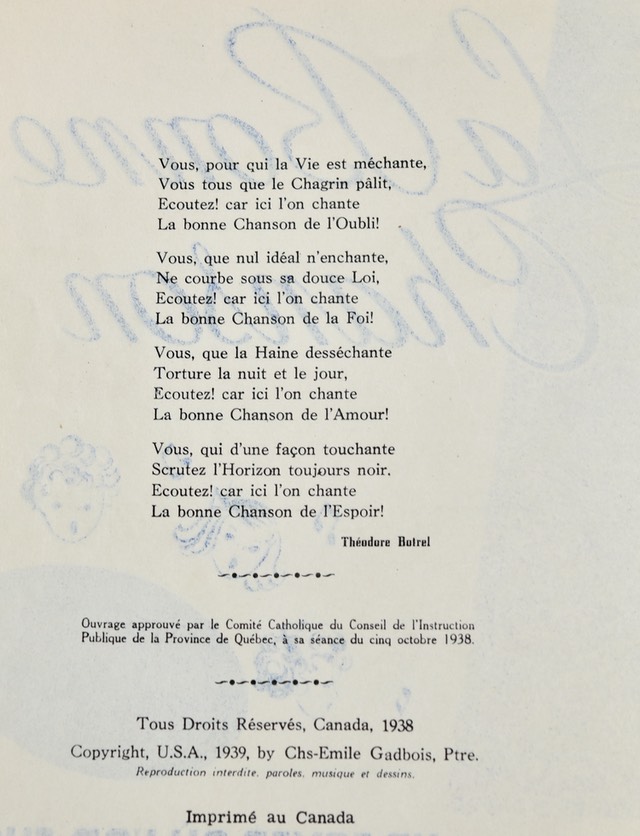 Vous, pour qui la Vie est méchante,
Vous tous que le Chagrin pâlit,
Ecoutez! car ici l'on chante
La bonne Chanson de l'Oubli!
Vous, que nul idéal n'enchante,
Ne courbe sous sa douce Loi,
Ecoutez! car ici l'on chante
La bonne Chanson de la Foi!
Vous, que la Haine desséchante
Torture la nuit et le jour,
Ecoutez! car ici l'on chante
La bonne Chanson de l'Amour!
Vous, qui d'une façon touchante
Scrutez l'Horizon toujours noir.
Ecoutez! car ici l'on chante
La bonne Chanson de l'Espoir!
Théodore Botrel
Ouvrage approuvé par le Comité Catholique du Conseil de l'Instruction
Publique de la Province de Québec, à sa séance du cinq octobre 1938.
Tous Droits Réservés, Canada, 1938
Copyright, U.S.A., 1939, by Chs-Emile Gadbois, Ptre.
Reproduction interdite, paroles, musique et dessins.
Imprimé au Canada
La Bonne
Chanson